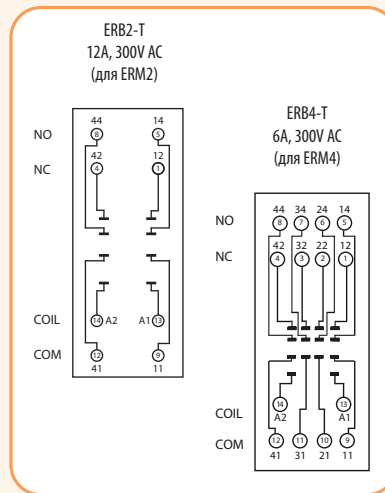 ERB2-T
12A, 300V AC
(для ERM2)
44 14
NO 8 5
42 12
NC 4 1
COIL 14 A2 A1 13
COM 12 9
41 11
ERB4-T
6A, 300V AC
(для ERM4)
44 34 24 14
NO 8 7 6 5
42 32 22 12
NC 4 3 2 1
14 13
COIL A2 A1
COM 12 11 10 9
41 31 21 11